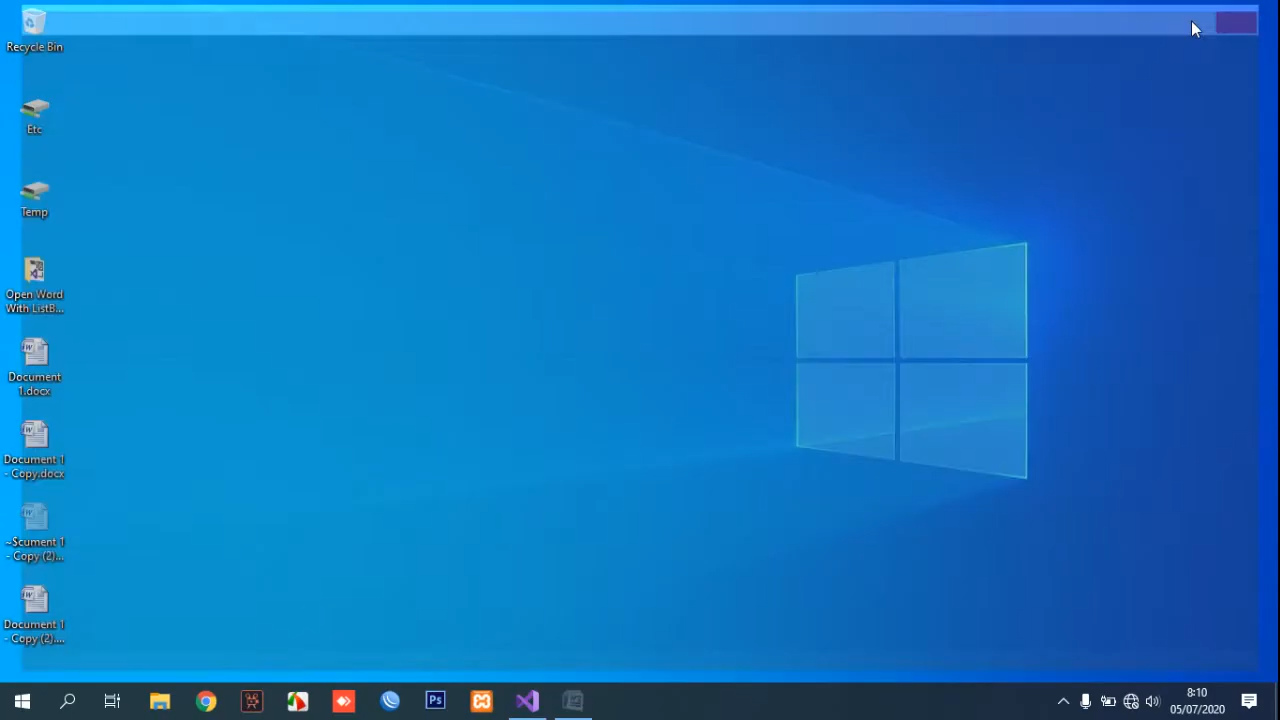 Recycle Bin
Etc
Temp
Open Word
With ListB...
Document
1.docx
Document 1
- Copy.docx
~$cument 1
- Copy (2)...
Document 1
- Copy (2)....
Ps
8:10
05/07/2020